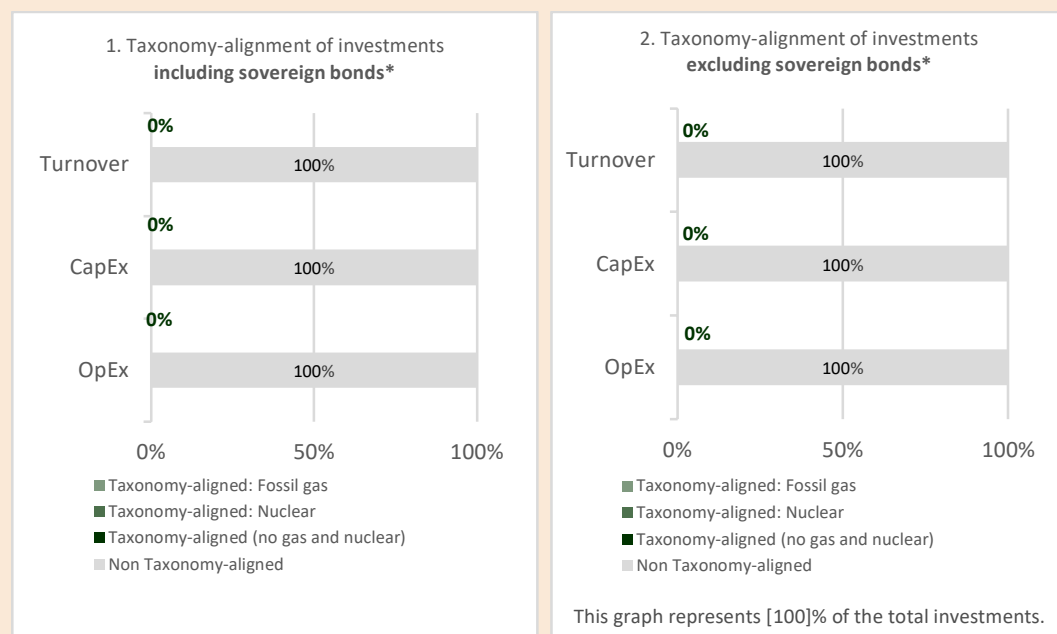 1. Taxonomy-alignment of investments
including sovereign bonds*
0%
Turnover
100%
0%
CapEx
100%
0%
OpEx
100%
0%
50%
100%
Taxonomy-aligned: Fossil gas
Taxonomy-aligned: Nuclear
Taxonomy-aligned (no gas and nuclear)
Non Taxonomy-aligned
2. Taxonomy-alignment of investments
excluding sovereign bonds*
0%
Turnover
100%
0%
CapEx
100%
0%
OpEx
100%
0%
50%
100%
Taxonomy-aligned: Fossil gas
Taxonomy-aligned: Nuclear
Taxonomy-aligned (no gas and nuclear)
Non Taxonomy-aligned
This graph represents [100]% of the total investments.